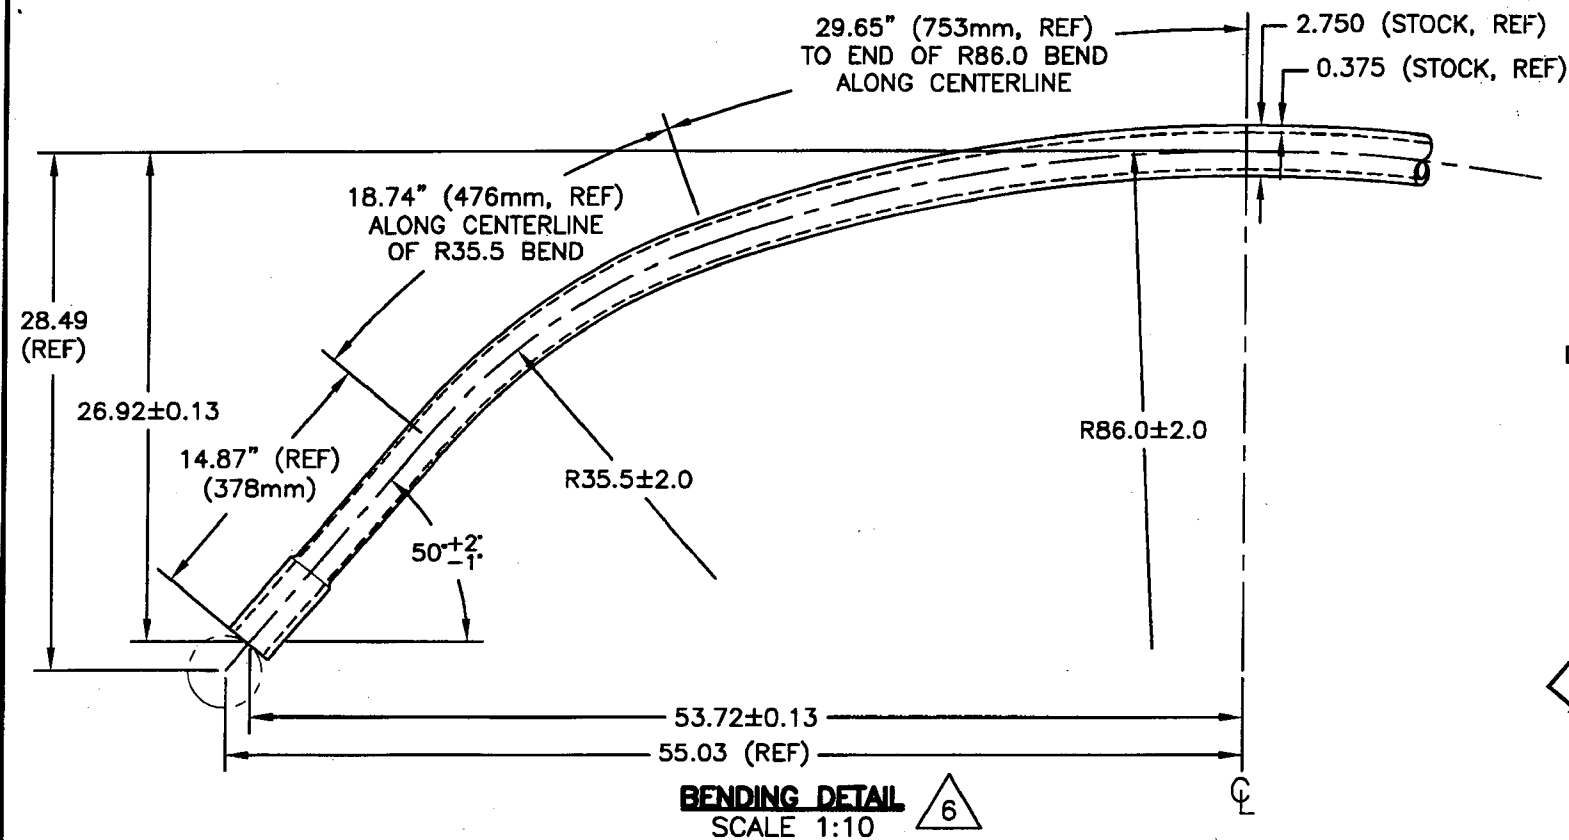 29.65" (753mm, REF)
TO END OF R86.0 BEND
ALONG CENTERLINE
2.750 (STOCK, REF)
0.375 (STOCK, REF)
18.74" (476mm, REF)
ALONG CENTERLINE
OF R35.5 BEND
28.49
(REF)
26.92±0.13
14.87" (REF)
(378mm)
R86.0±2.0
R35.5±2.0
50°+2°
-1°
53.72±0.13
55.03 (REF)
BENDING DETAIL
6
SCALE 1:10
℄